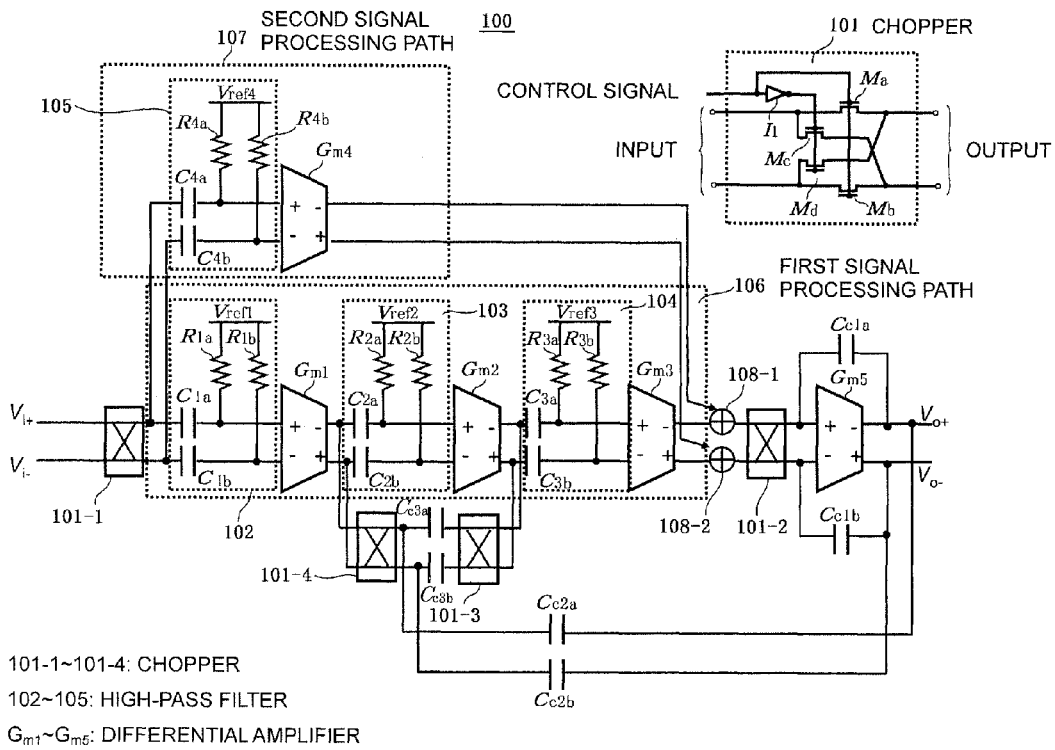 SECOND SIGNAL
PROCESSING PATH
100
107
101 CHOPPER
105
Vref4
R4a
R4b
Gm4
C4a
C4b
CONTROL SIGNAL
INPUT
OUTPUT
I1
Ma
Mc
Md
Mb
FIRST SIGNAL
PROCESSING PATH
106
Vref1
R1a
R1b
Gm1
Vref2
103
R2a
R2b
Gm2
Vref3
104
R3a
R3b
Gm3
108-1
Cc1a
Gm5
Vi+
Vi-
C1a
C1b
C2a
C2b
C3a
C3b
+ -
- +
+ -
- +
+ -
- +
+ -
- +
+ -
- +
Vo+
Vo-
101-1
102
Cc3a
108-2
101-2
Cc1b
101-4
Cc3b
101-3
Cc2a
Cc2b
101-1~101-4: CHOPPER
102~105: HIGH-PASS FILTER
Gm1~Gm5: DIFFERENTIAL AMPLIFIER